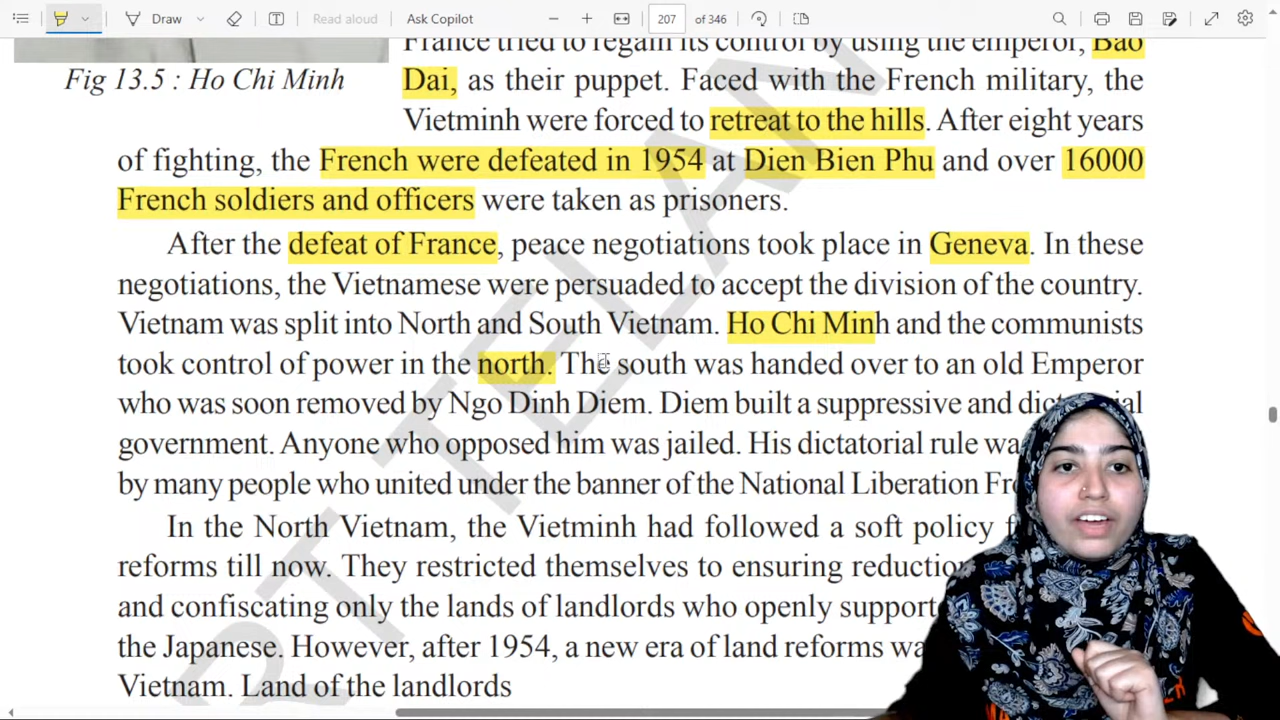 Draw
Read aloud
Ask Copilot
207
of 346
France tried to regain its control by using the emperor, Bao
Fig 13.5 : Ho Chi Minh
Dai, as their puppet. Faced with the French military, the
Vietminh were forced to retreat to the hills. After eight years
of fighting, the French were defeated in 1954 at Dien Bien Phu and over 16000
French soldiers and officers were taken as prisoners.
After the defeat of France, peace negotiations took place in Geneva. In these
negotiations, the Vietnamese were persuaded to accept the division of the country.
Vietnam was split into North and South Vietnam. Ho Chi Minh and the communists
took control of power in the north. The south was handed over to an old Emperor
who was soon removed by Ngo Dinh Diem. Diem built a suppressive and
government. Anyone who opposed him was jailed. His dictatorial rule
by many people who united under the banner of the National Liberation
In the North Vietnam, the Vietminh had followed a soft policy
reforms till now. They restricted themselves to ensuring
and confiscating only the lands of landlords who openly
the Japanese. However, after 1954, a new era of land reforms
Vietnam. Land of the landlords